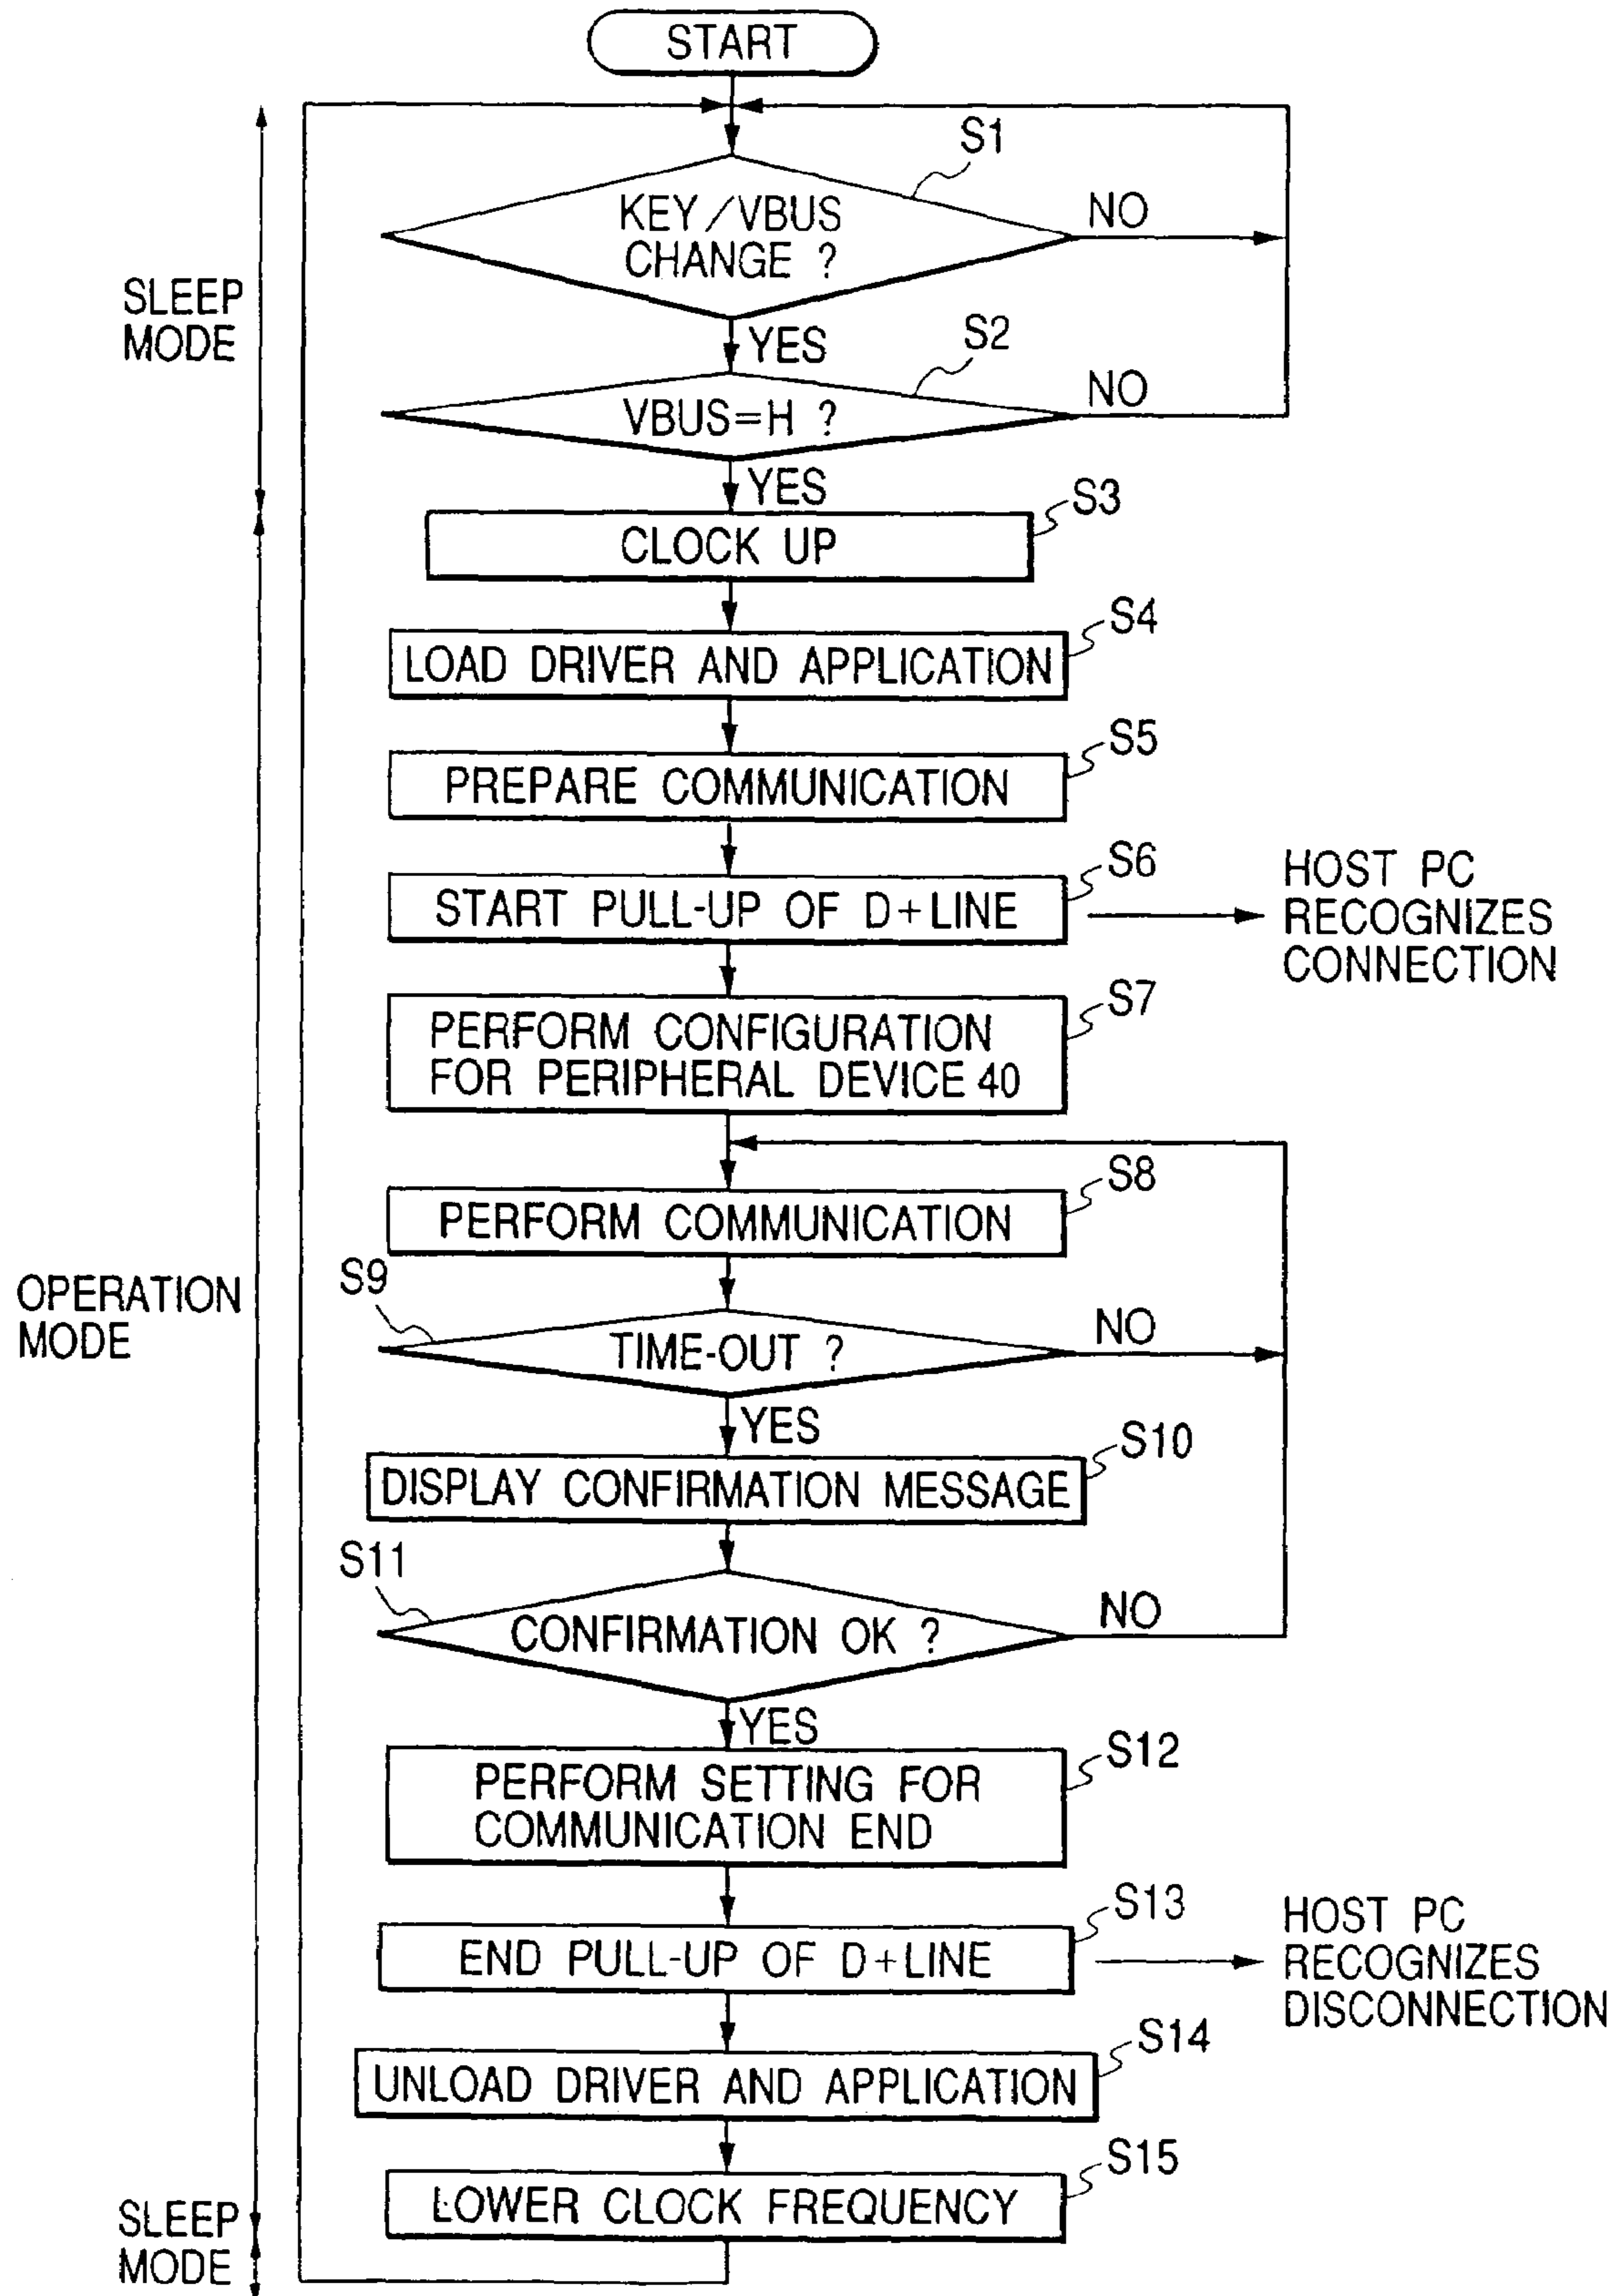 START
S1
KEY/VBUS
CHANGE ?
NO
SLEEP
MODE
YES
S2
VBUS=H ?
NO
YES
S3
CLOCK UP
S4
LOAD DRIVER AND APPLICATION
S5
PREPARE COMMUNICATION
S6
START PULL-UP OF D+LINE
HOST PC
RECOGNIZES
CONNECTION
S7
PERFORM CONFIGURATION
FOR PERIPHERAL DEVICE 40
S8
PERFORM COMMUNICATION
OPERATION
MODE
S9
TIME-OUT ?
NO
YES
S10
DISPLAY CONFIRMATION MESSAGE
S11
CONFIRMATION OK ?
NO
YES
S12
PERFORM SETTING FOR
COMMUNICATION END
S13
END PULL-UP OF D+LINE
HOST PC
RECOGNIZES
DISCONNECTION
S14
UNLOAD DRIVER AND APPLICATION
S15
LOWER CLOCK FREQUENCY
SLEEP
MODE